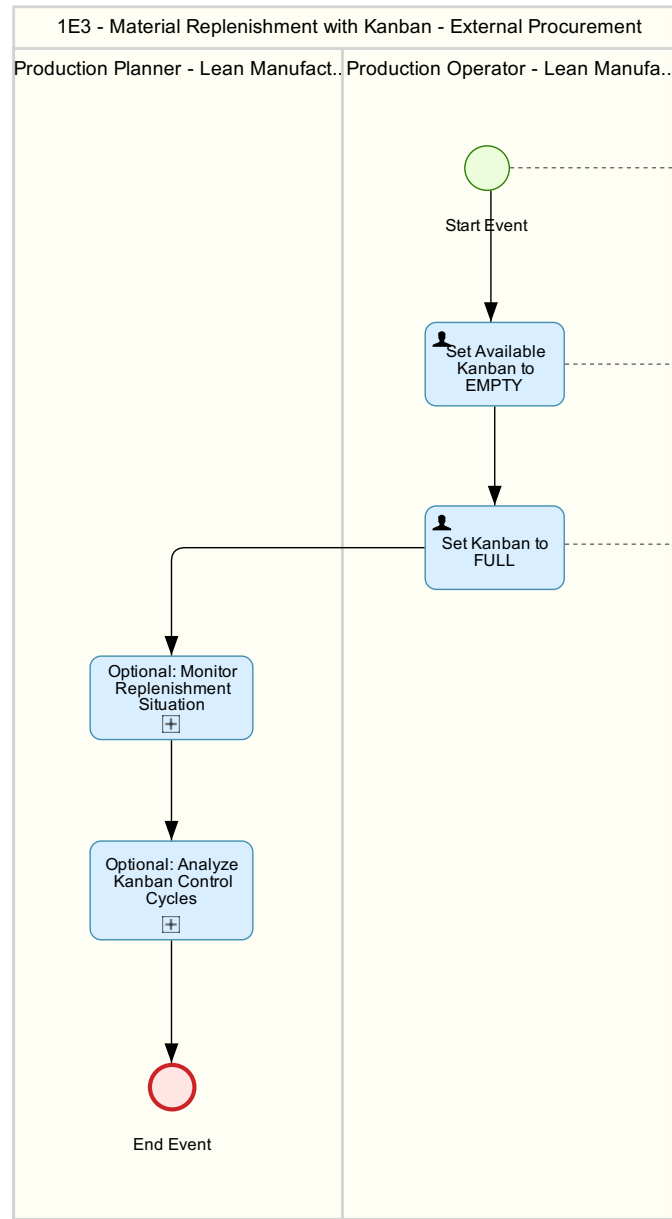 1E3 - Material Replenishment with Kanban - External Procurement
Production Planner - Lean Manufact..
Production Operator - Lean Manufa...
Start Event
Set Available
Kanban to
EMPTY
Set Kanban to
FULL
Optional: Monitor
Replenishment
Situation
Optional: Analyze
Kanban Control
Cycles
End Event